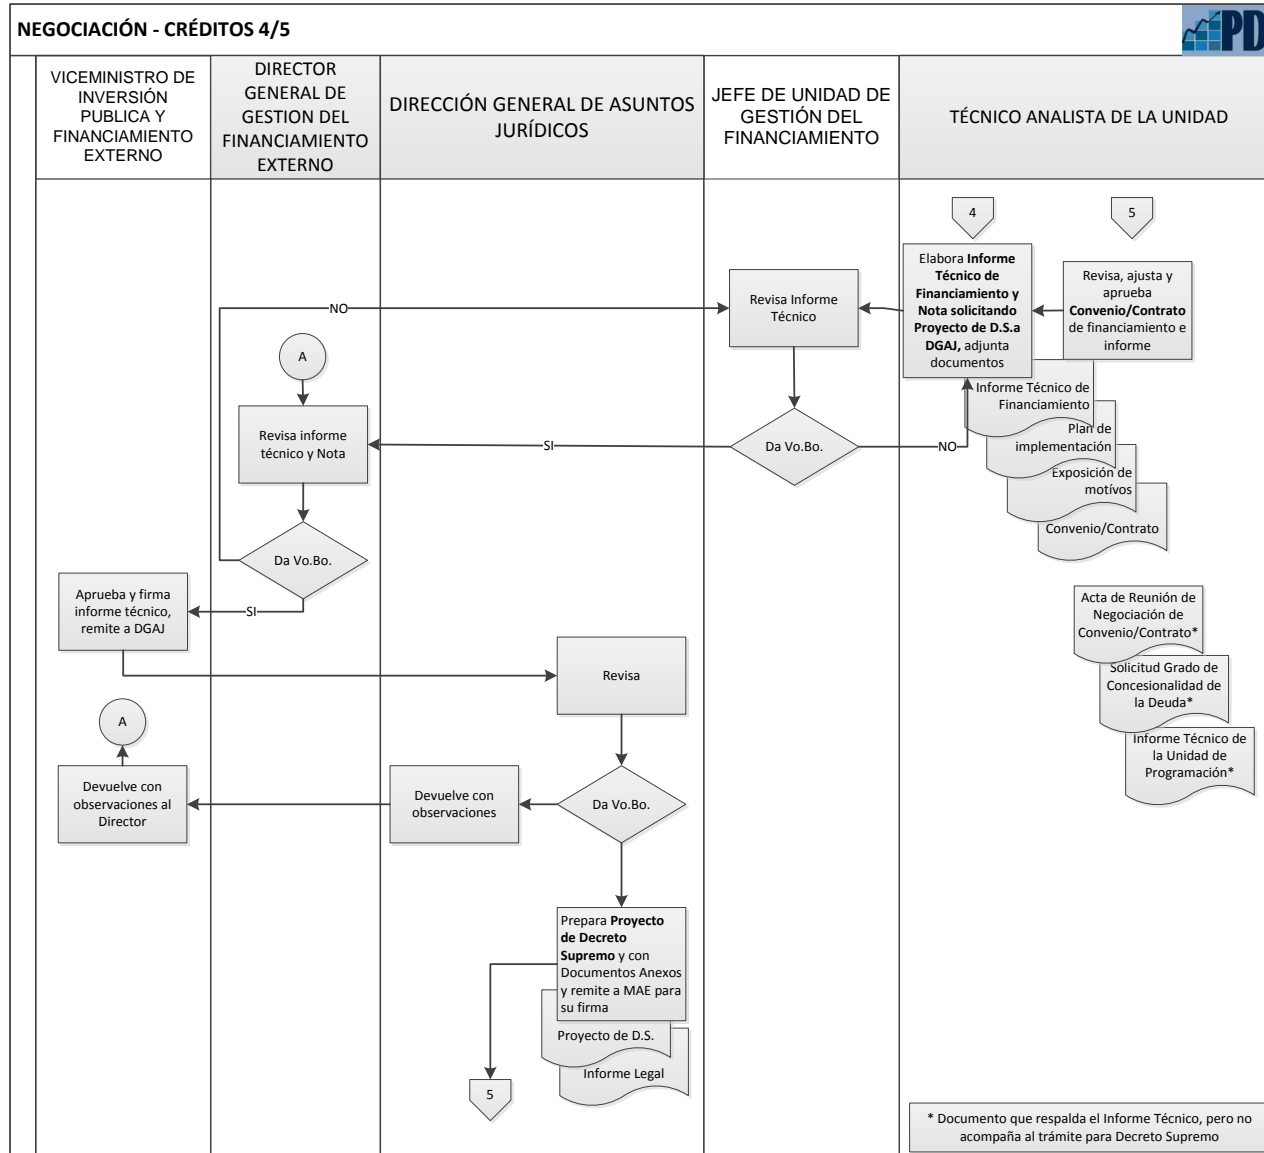 NEGOCIACIÓN - CRÉDITOS 4/5
PD
VICEMINISTRO DE
INVERSIÓN
PUBLICA Y
FINANCIAMIENTO
EXTERNO
DIRECTOR
GENERAL DE
GESTION DEL
FINANCIAMIENTO
EXTERNO
DIRECCIÓN GENERAL DE ASUNTOS
JURÍDICOS
JEFE DE UNIDAD DE
GESTIÓN DEL
FINANCIAMIENTO
TÉCNICO ANALISTA DE LA UNIDAD
4
5
Elabora Informe
Técnico de
Financiamiento y
Nota solicitando
Proyecto de D.S.a
DGAJ, adjunta
documentos
Revisa, ajusta y
aprueba
Convenio/Contrato
de financiamiento e
informe
Revisa Informe
Técnico
NO
A
Informe Técnico de
Financiamiento
Revisa informe
técnico y Nota
SI
Da Vo.Bo.
NO
Plan de
implementación
Exposición de
motívos
Convenio/Contrato
Da Vo.Bo.
Aprueba y firma
informe técnico,
remite a DGAJ
SI
Acta de Reunión de
Negociación de
Convenio/Contrato*
Revisa
Solicitud Grado de
Concesionalidad de
la Deuda*
A
Informe Técnico de
la Unidad de
Programación*
Devuelve con
observaciones al
Director
Devuelve con
observaciones
Da Vo.Bo.
Prepara Proyecto
de Decreto
Supremo y con
Documentos Anexos
y remite a MAE para
su firma
Proyecto de D.S.
Informe Legal
5
* Documento que respalda el Informe Técnico, pero no
acompaña al trámite para Decreto Supremo